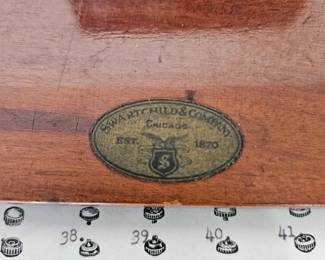 SWARTCHILD & COMPANY
CHICAGO
EST. 1870
S
38. 39. 40 41.